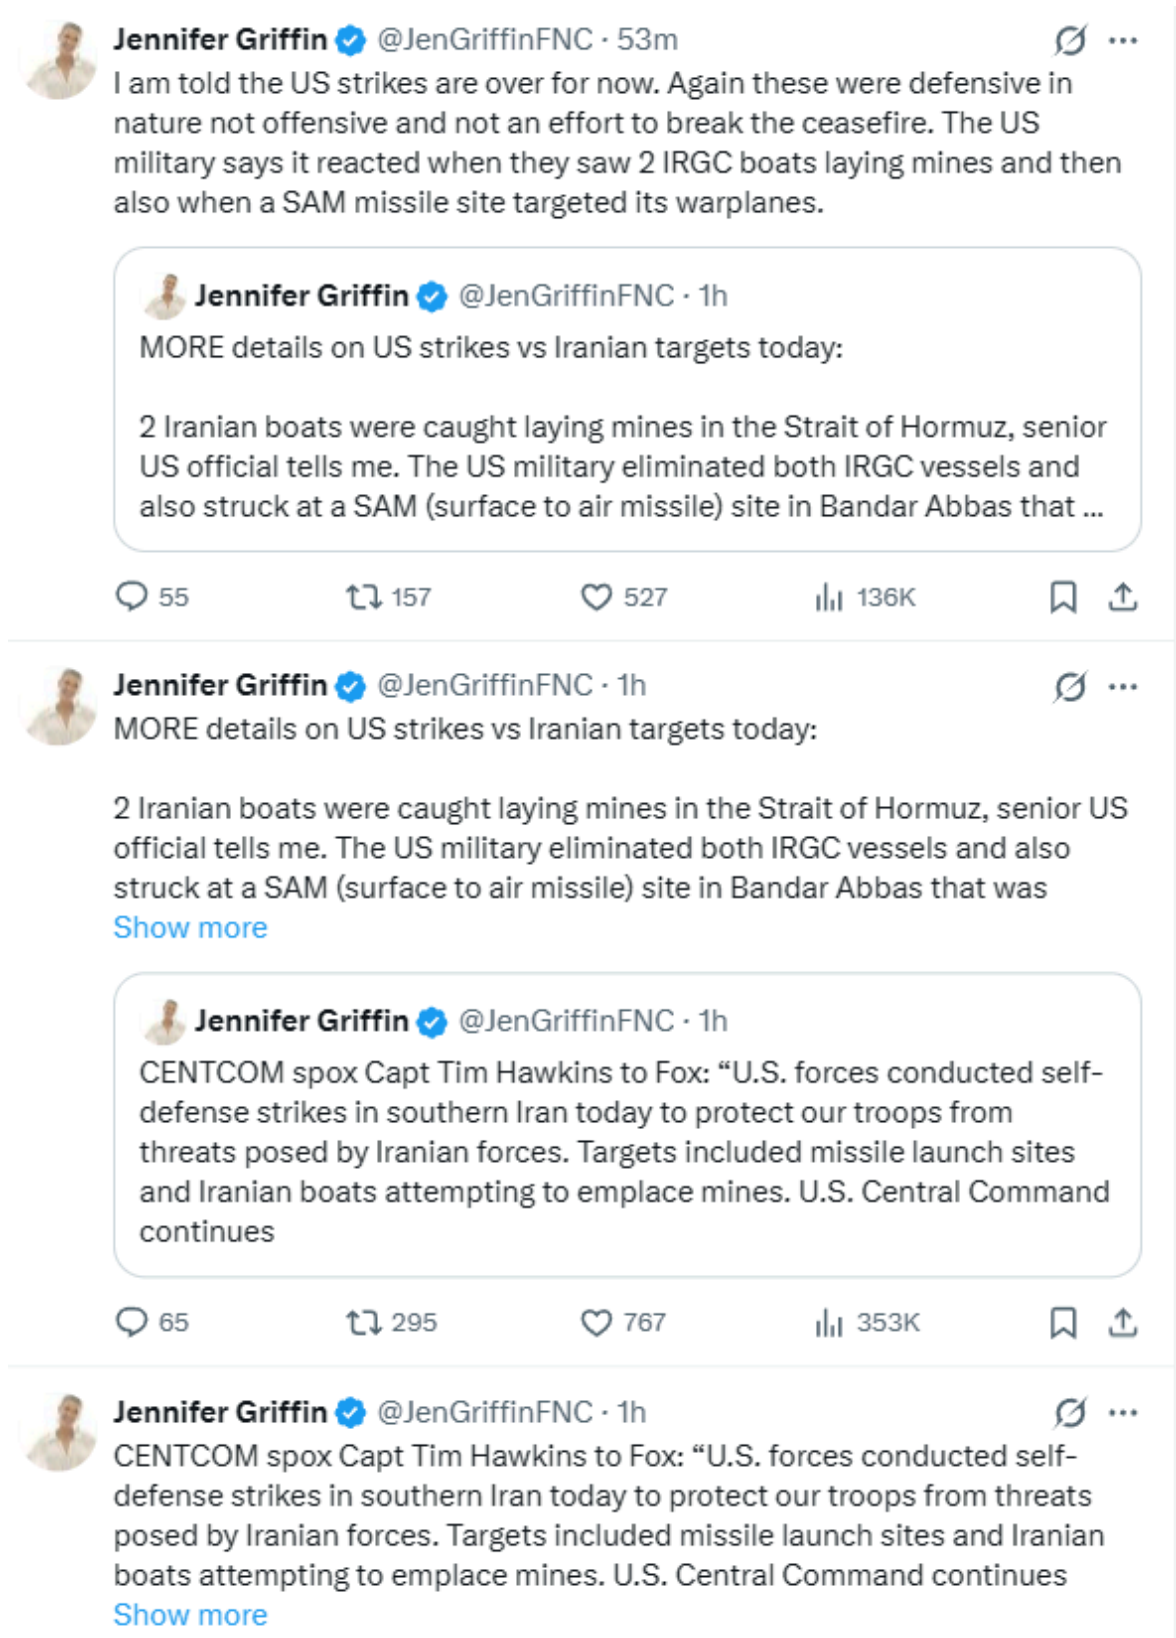 Jennifer Griffin @JenGriffinFNC · 53m
I am told the US strikes are over for now. Again these were defensive in
nature not offensive and not an effort to break the ceasefire. The US
military says it reacted when they saw 2 IRGC boats laying mines and then
also when a SAM missile site targeted its warplanes.
Jennifer Griffin @JenGriffinFNC · 1h
MORE details on US strikes vs Iranian targets today:
2 Iranian boats were caught laying mines in the Strait of Hormuz, senior
US official tells me. The US military eliminated both IRGC vessels and
also struck at a SAM (surface to air missile) site in Bandar Abbas that ...
55 157 527 136K
Jennifer Griffin @JenGriffinFNC · 1h
MORE details on US strikes vs Iranian targets today:
2 Iranian boats were caught laying mines in the Strait of Hormuz, senior US
official tells me. The US military eliminated both IRGC vessels and also
struck at a SAM (surface to air missile) site in Bandar Abbas that was
Show more
Jennifer Griffin @JenGriffinFNC · 1h
CENTCOM spox Capt Tim Hawkins to Fox: “U.S. forces conducted self-
defense strikes in southern Iran today to protect our troops from
threats posed by Iranian forces. Targets included missile launch sites
and Iranian boats attempting to emplace mines. U.S. Central Command
continues
65 295 767 353K
Jennifer Griffin @JenGriffinFNC · 1h
CENTCOM spox Capt Tim Hawkins to Fox: “U.S. forces conducted self-
defense strikes in southern Iran today to protect our troops from threats
posed by Iranian forces. Targets included missile launch sites and Iranian
boats attempting to emplace mines. U.S. Central Command continues
Show more